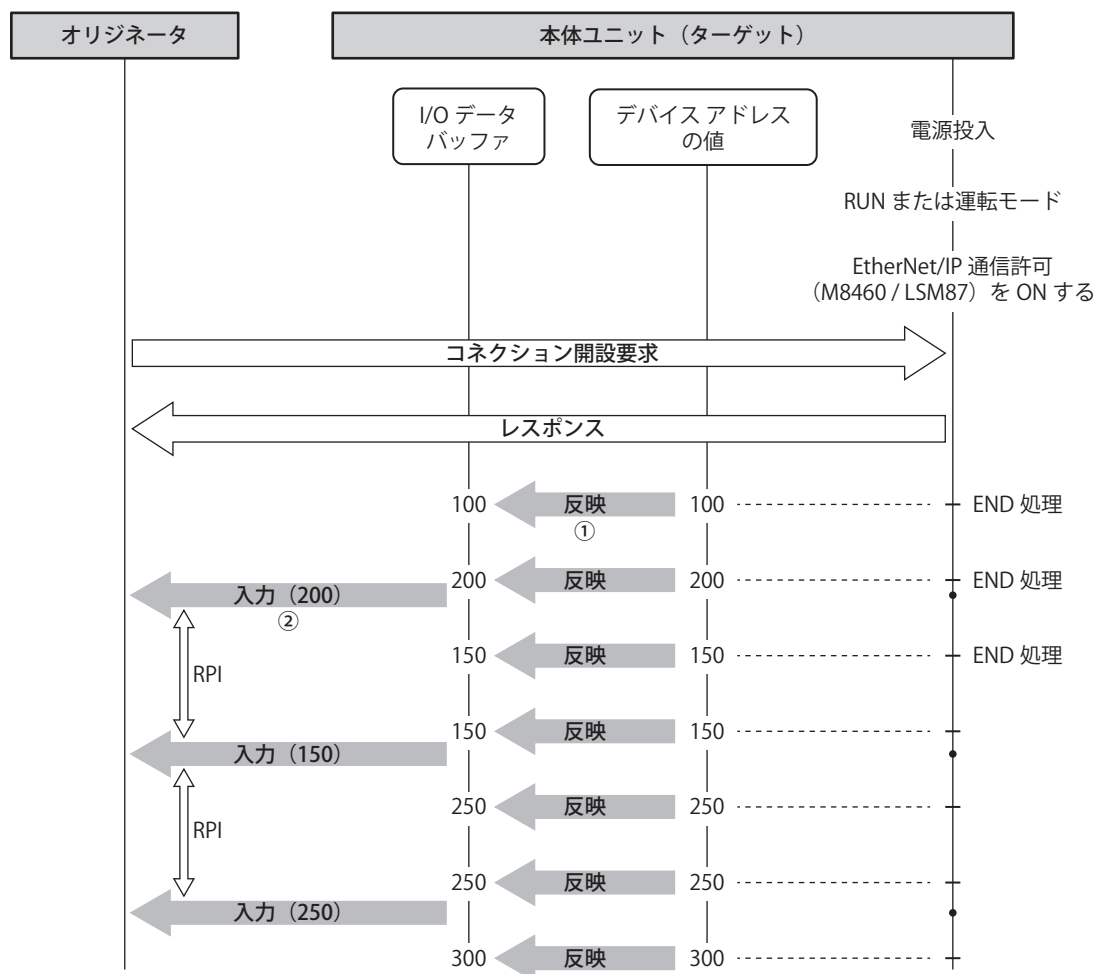 オリジネータ
本体ユニット（ターゲット）
I/O データ
バッファ
デバイス アドレス
の値
電源投入
RUN または運転モード
EtherNet/IP 通信許可
（M8460 / LSM87）を ON する
コネクション開設要求
レスポンス
100
反映
①
100
END 処理
入力（200）
②
200
反映
200
END 処理
RPI
150
反映
150
END 処理
150
反映
150
入力（150）
RPI
250
反映
250
250
反映
250
入力（250）
300
反映
300